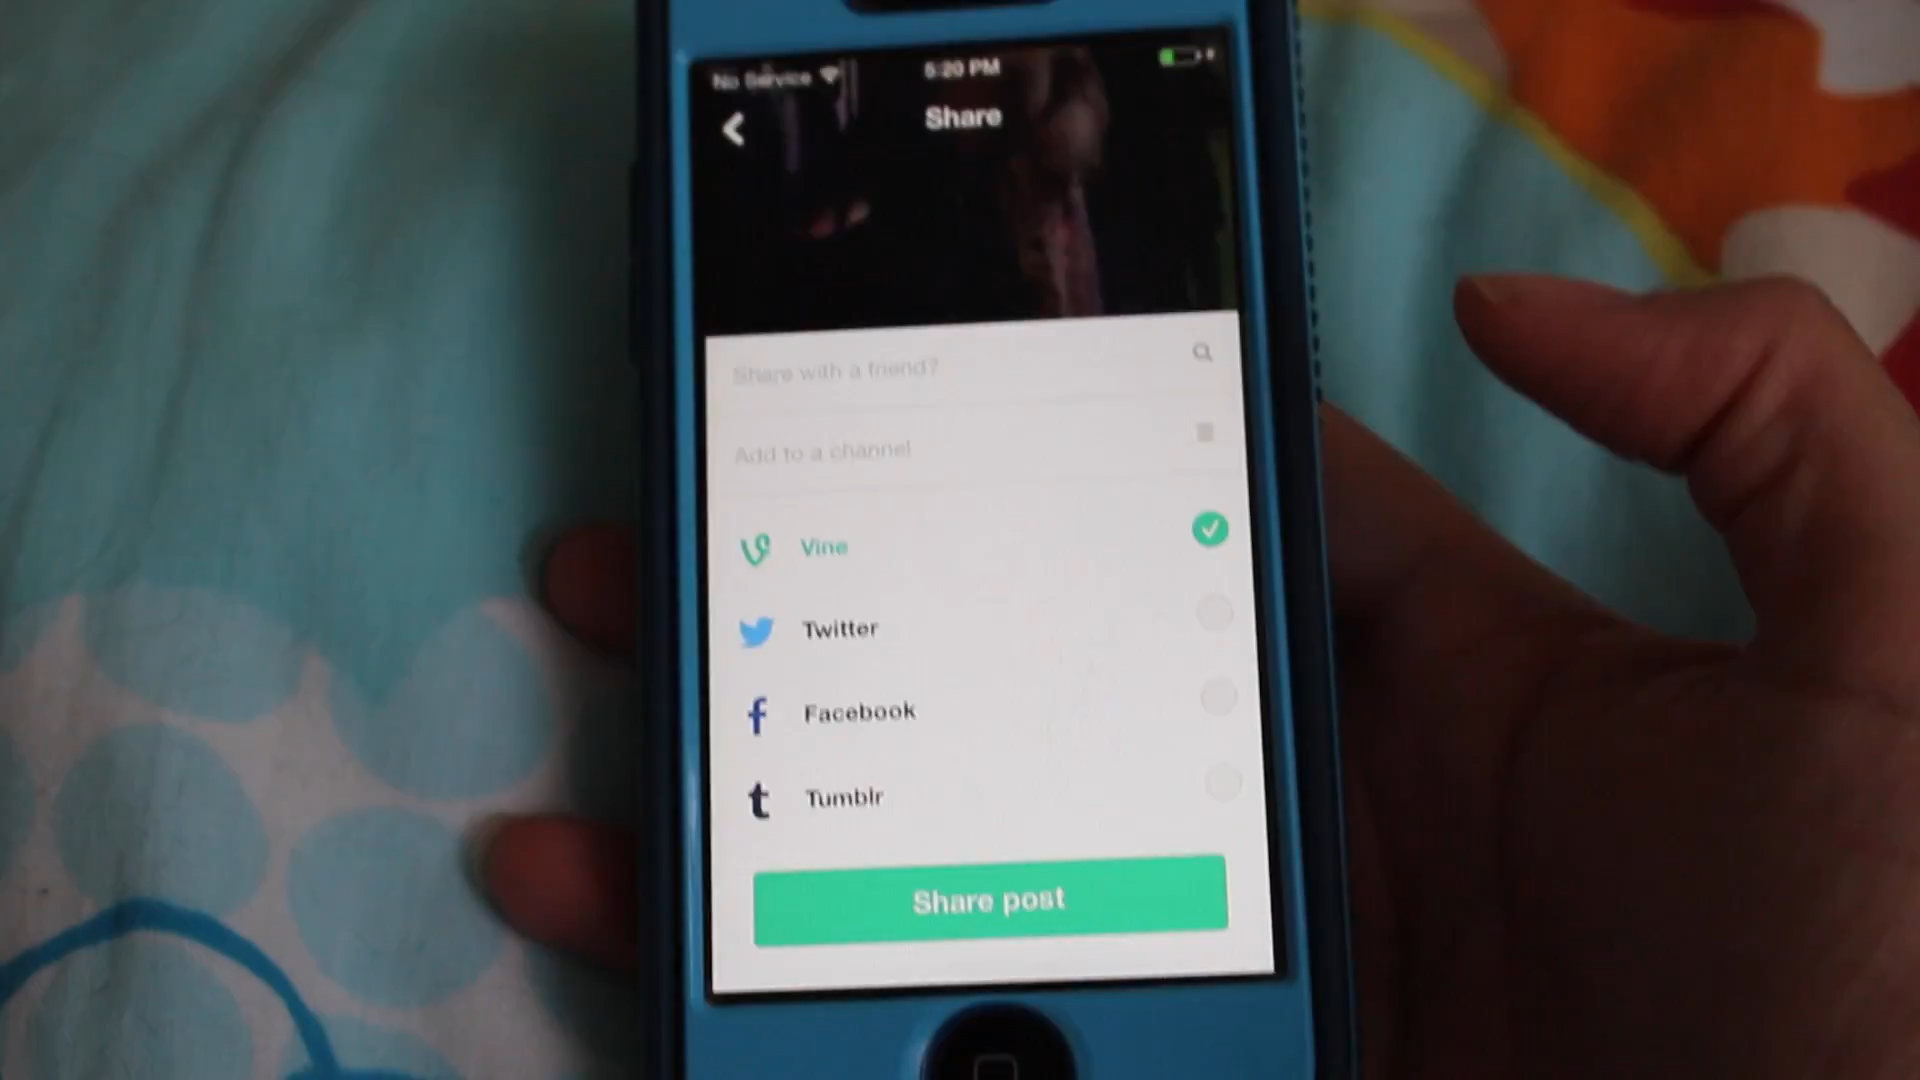 No Service 5:20 PM
Share
Share with a friend?
Add to a channel
Vine
Twitter
Facebook
Tumblr
Share post